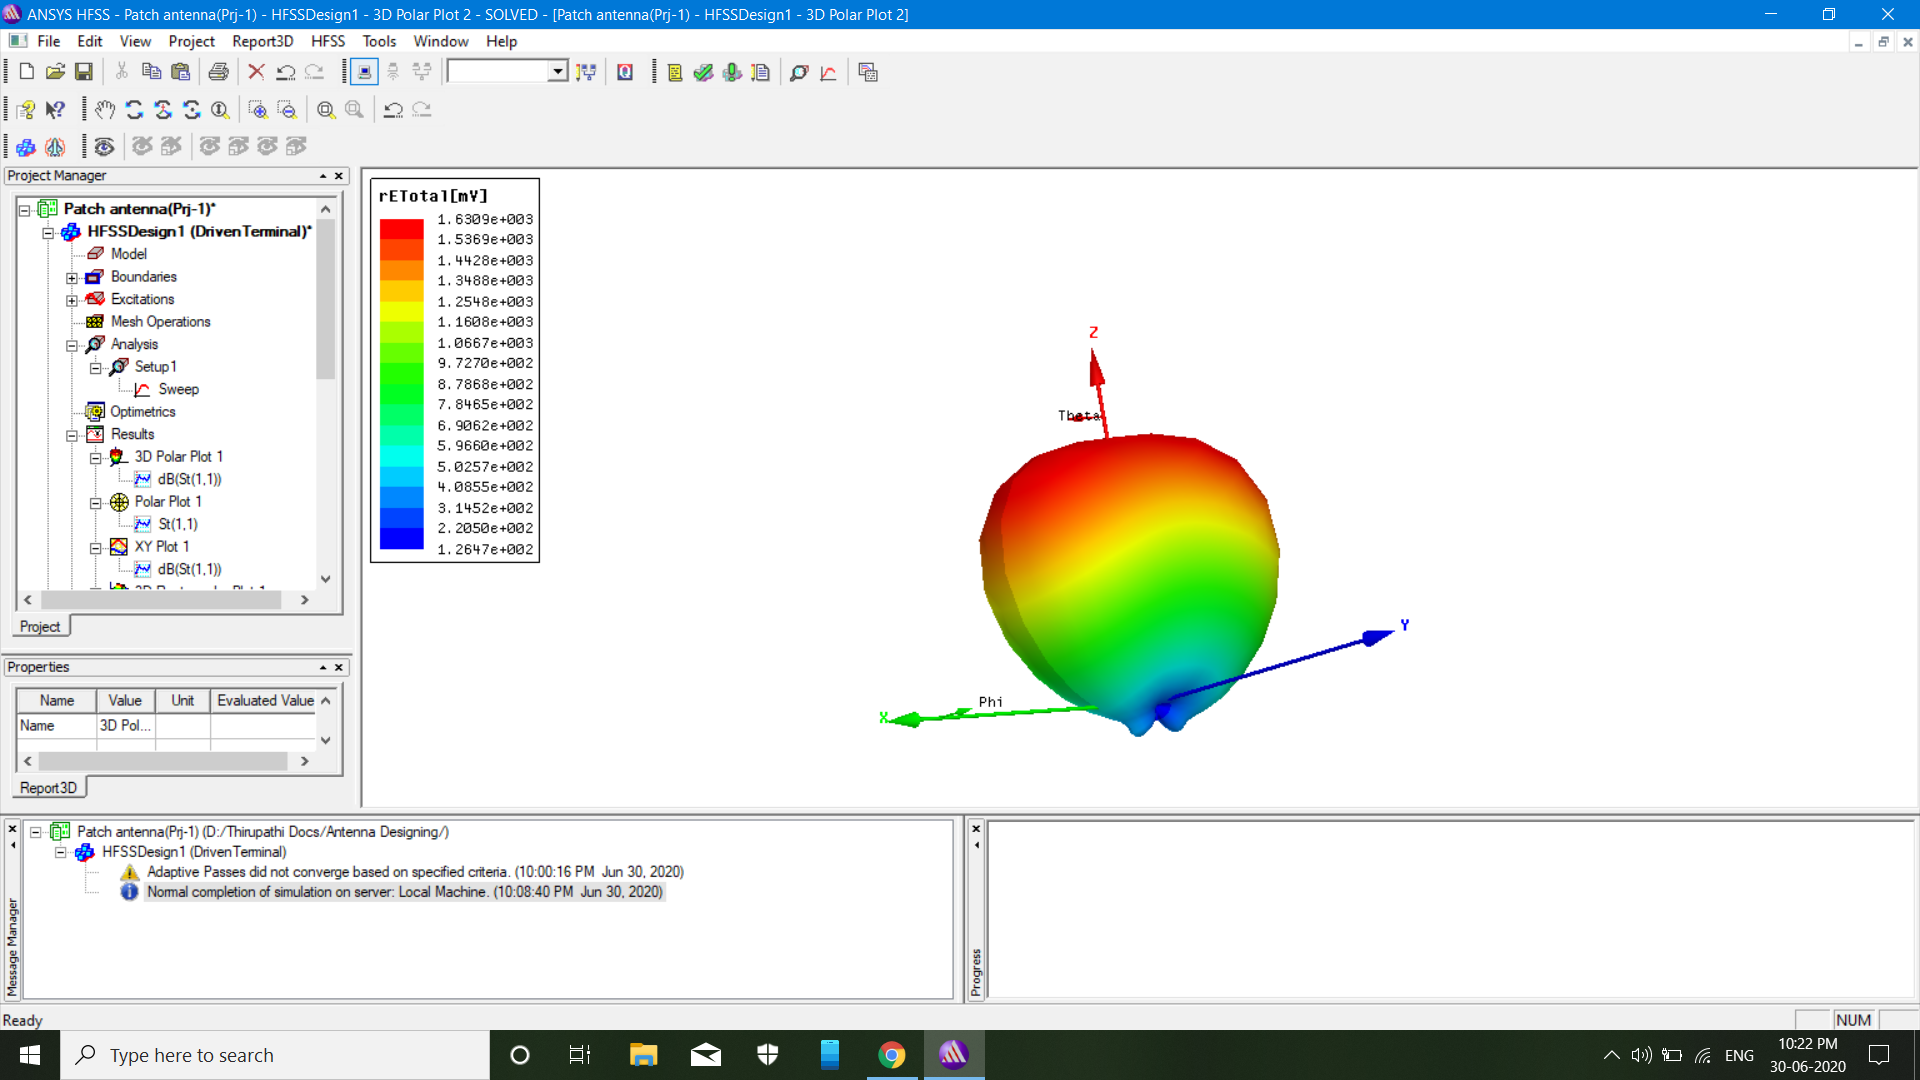 ANSYS HFSS - Patch antenna(Prj-1) - HFSSDesign1 - 3D Polar Plot 2 - SOLVED - [Patch antenna(Prj-1) - HFSSDesign1 - 3D Polar Plot 2]
File Edit View Project Report3D HFSS Tools Window Help
Project Manager
Patch antenna(Prj-1)*
HFSSDesign1 (DrivenTerminal)*
Model
Boundaries
Excitations
Mesh Operations
Analysis
Setup1
Sweep
Optimetrics
Results
3D Polar Plot 1
dB(St(1,1))
Polar Plot 1
St(1,1)
XY Plot 1
dB(St(1,1))
Project
Properties
Name Value Unit Evaluated Value
Name 3D Pol...
Report3D
rETotal[mV]
1.6309e+003
1.5369e+003
1.4428e+003
1.3488e+003
1.2548e+003
1.1608e+003
1.0667e+003
9.7270e+002
8.7868e+002
7.8465e+002
6.9062e+002
5.9660e+002
5.0257e+002
4.0855e+002
3.1452e+002
2.2050e+002
1.2647e+002
Z
Theta
Y
Phi
X
Message Manager
Patch antenna(Prj-1) (D:/Thirupathi Docs/Antenna Designing/)
HFSSDesign1 (DrivenTerminal)
Adaptive Passes did not converge based on specified criteria. (10:00:16 PM Jun 30, 2020)
Normal completion of simulation on server: Local Machine. (10:08:40 PM Jun 30, 2020)
Progress
Ready
NUM
Type here to search
ENG
10:22 PM
30-06-2020